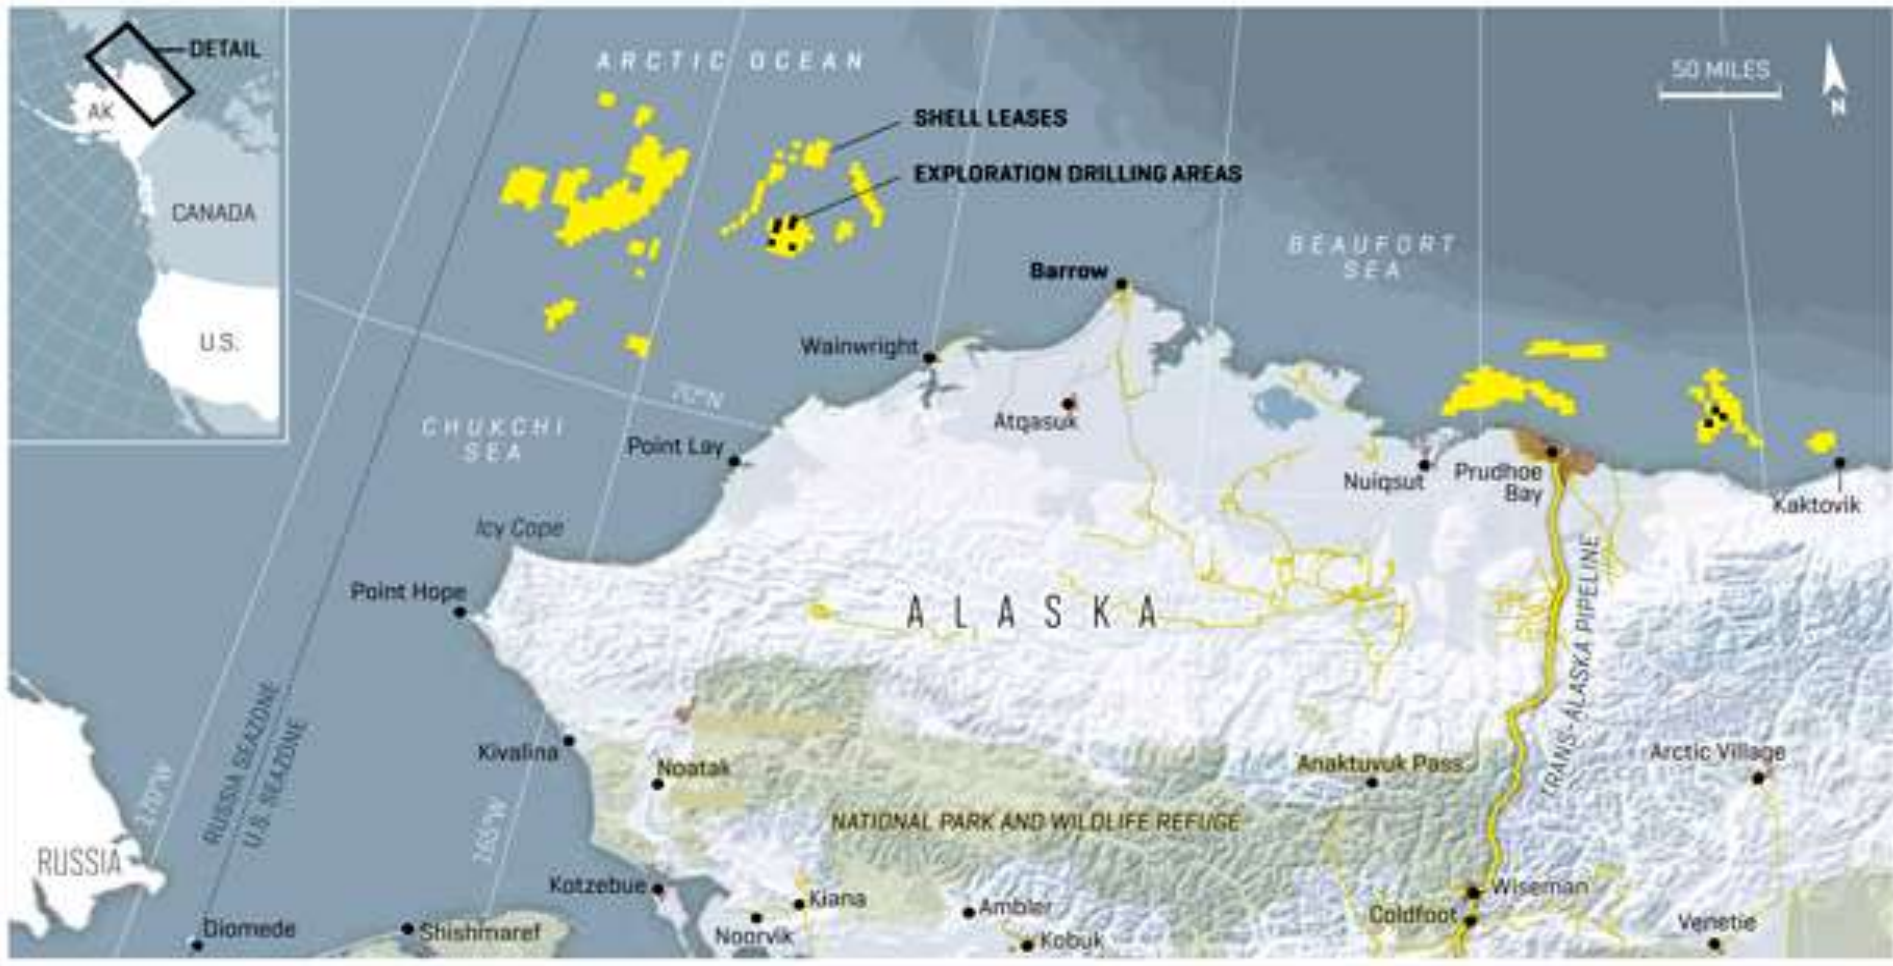 DETAIL
AK
CANADA
U.S.
ARCTIC OCEAN
SHELL LEASES
EXPLORATION DRILLING AREAS
50 MILES
N
BEAUFORT
SEA
Barrow
Wainwright
70°N
Atqasuk
CHUKCHI
SEA
Point Lay
Nuiqsut
Prudhoe
Bay
Kaktovik
Icy Cope
Point Hope
ALASKA
TRANS-ALASKA PIPELINE
RUSSIA SEAZONE
U.S. SEAZONE
170°W
165°W
Kivalina
Noatak
Anaktuvuk Pass
Arctic Village
NATIONAL PARK AND WILDLIFE REFUGE
RUSSIA
Kotzebue
Kiana
Ambler
Wiseman
Coldfoot
Venetie
Diomede
Shishmaref
Noorvik
Kobuk